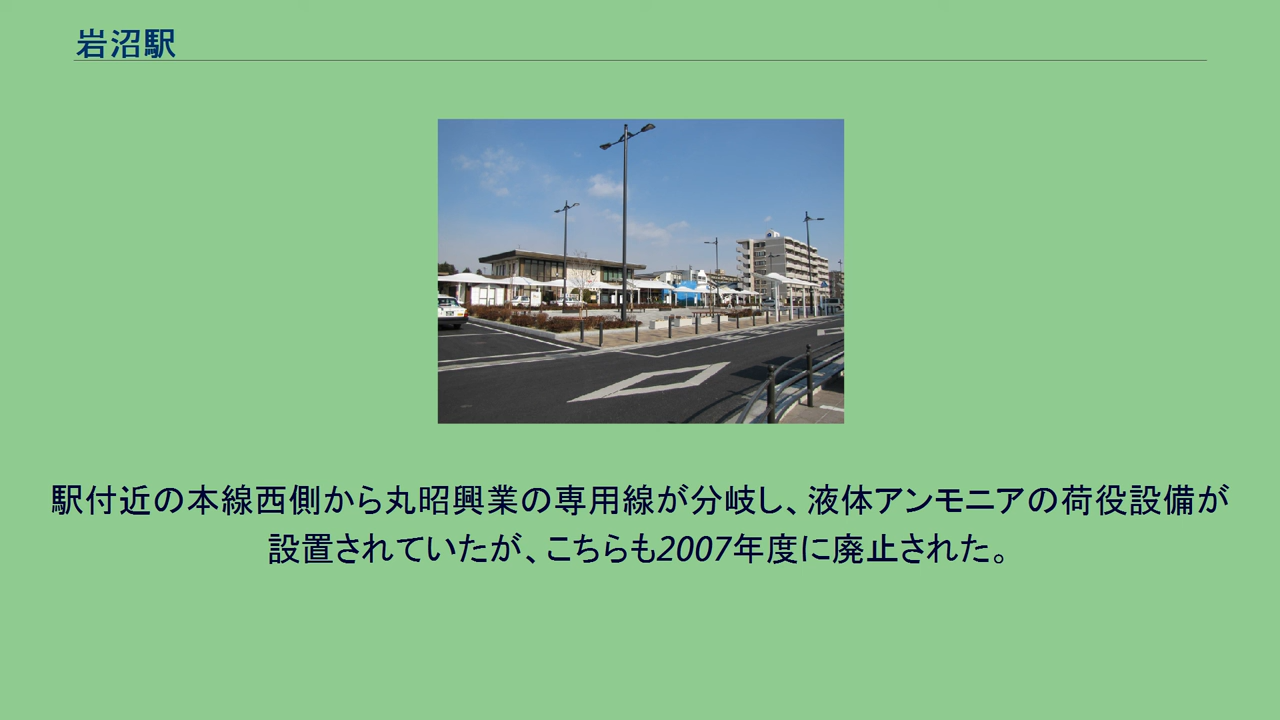 岩沼駅
駅付近の本線西側から丸昭興業の専用線が分岐し、液体アンモニアの荷役設備が
設置されていたが、こちらも2007年度に廃止された。